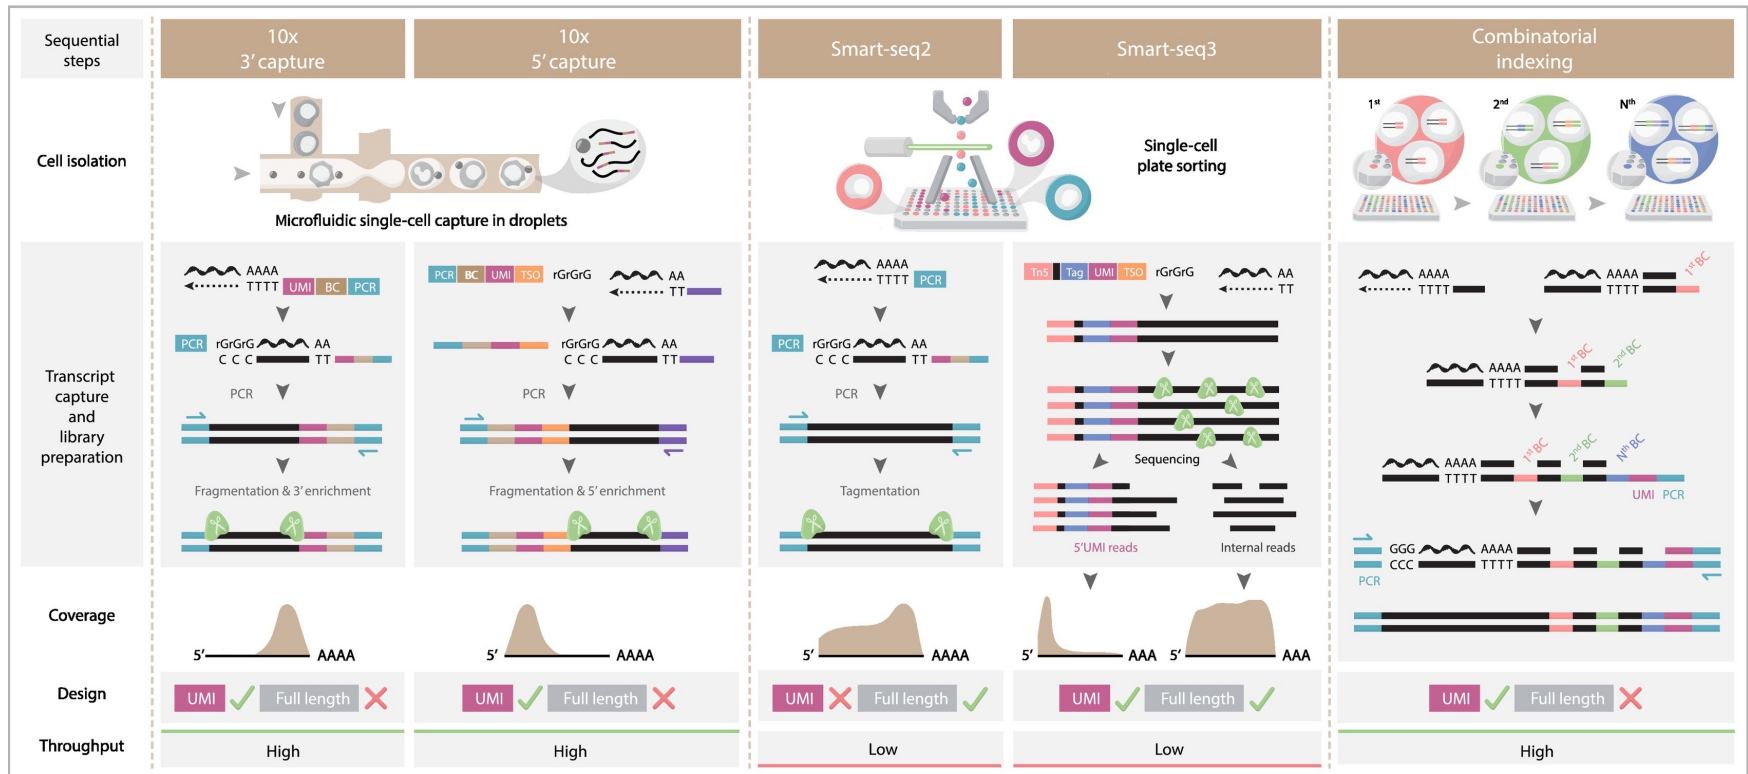 Sequential
steps
10x
3′ capture
10x
5′ capture
Smart-seq2
Smart-seq3
Combinatorial
indexing
Cell isolation
Microfluidic single-cell capture in droplets
Single-cell
plate sorting
1st
2nd
Nth
Transcript
capture
and
library
preparation
AAAA
TTTT UMI BC PCR
PCR rGrGrG AA
C C C TT
PCR
Fragmentation & 3′ enrichment
PCR BC UMI TSO rGrGrG AA
TT
rGrGrG AA
C C C TT
PCR
Fragmentation & 5′ enrichment
AAAA
TTTT PCR
PCR rGrGrG AA
C C C TT
PCR
Tagmentation
Tn5 Tag UMI TSO rGrGrG AA
TT
Sequencing
5′UMI reads
Internal reads
AAAA
TTTT
AAAA 1st BC
TTTT
1st BC 2nd BC
AAAA
TTTT
1st BC 2nd BC Nth BC
AAAA
TTTT
UMI PCR
GGG AAAA
CCC TTTT
PCR
Coverage
5′ AAAA
5′ AAAA
5′ AAAA
5′ AAA
5′ AAA
Design
UMI Full length
UMI Full length
UMI Full length
UMI Full length
UMI Full length
Throughput
High
High
Low
Low
High